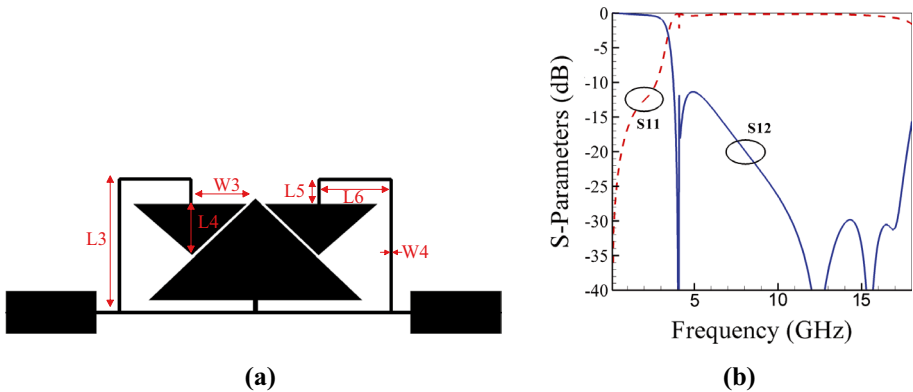 W3
L5
L6
L4
L3
W4
(a)
0
-5
-10
-15
-20
-25
-30
-35
-40
S-Parameters (dB)
S11
S12
5
10
15
Frequency (GHz)
(b)